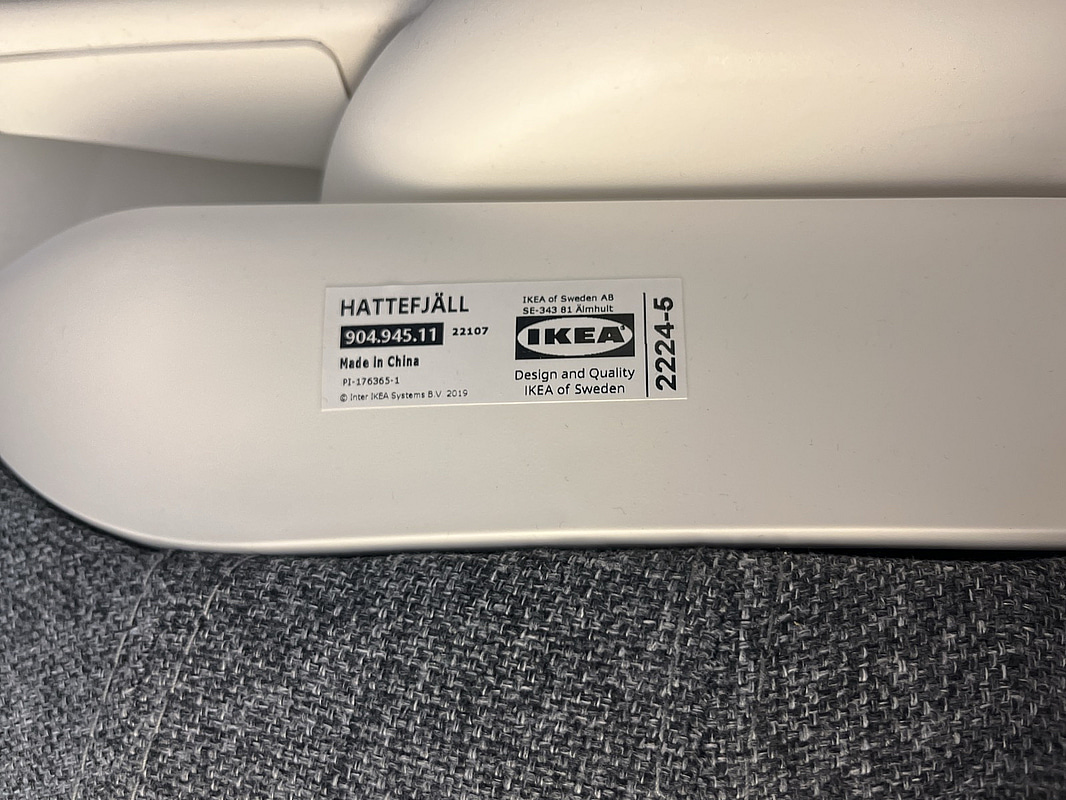 HATTEFJÄLL
904.945.11 22107
Made in China
PI-176365-1
© Inter IKEA Systems B.V. 2019
IKEA of Sweden AB
SE-343 81 Älmhult
IKEA®
Design and Quality
IKEA of Sweden
2224-5